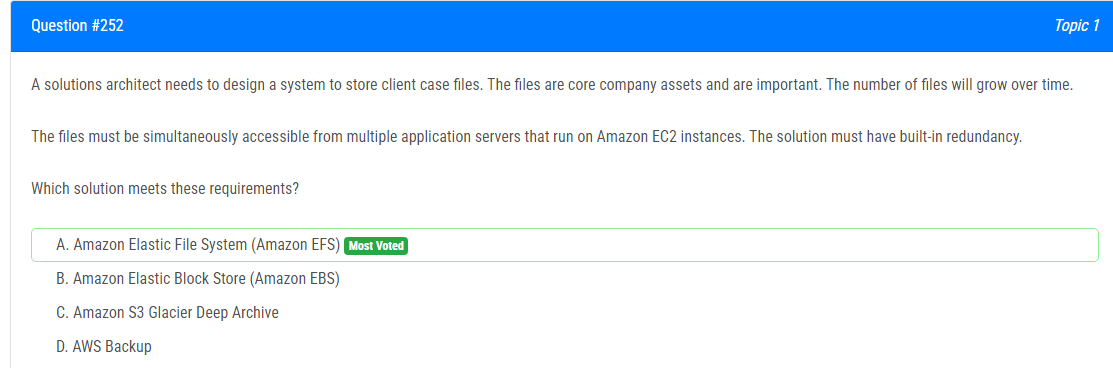 Question #252
Topic 1
A solutions architect needs to design a system to store client case files. The files are core company assets and are important. The number of files will grow over time.
The files must be simultaneously accessible from multiple application servers that run on Amazon EC2 instances. The solution must have built-in redundancy.
Which solution meets these requirements?
A. Amazon Elastic File System (Amazon EFS) Most Voted
B. Amazon Elastic Block Store (Amazon EBS)
C. Amazon S3 Glacier Deep Archive
D. AWS Backup